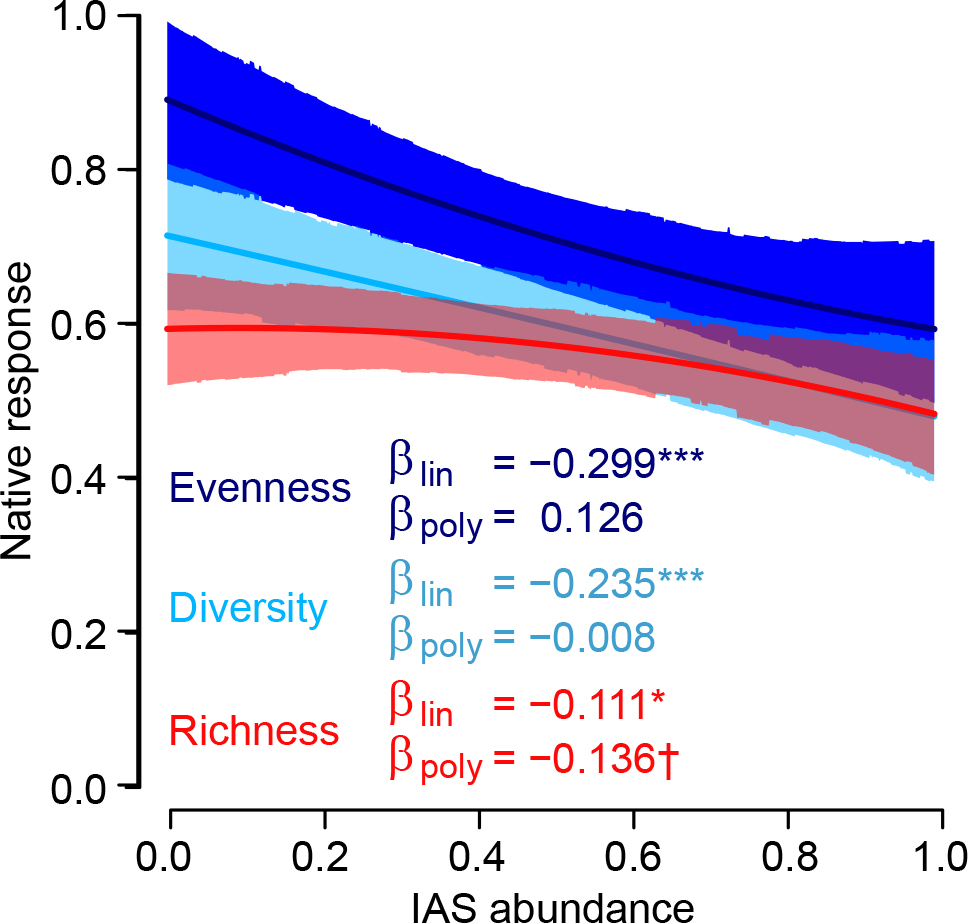 1.0
0.8
0.6
0.4
0.2
0.0
Native response
Evenness
βlin = −0.299***
βpoly = 0.126
Diversity
βlin = −0.235***
βpoly = −0.008
Richness
βlin = −0.111*
βpoly = −0.136†
0.0 0.2 0.4 0.6 0.8 1.0
IAS abundance